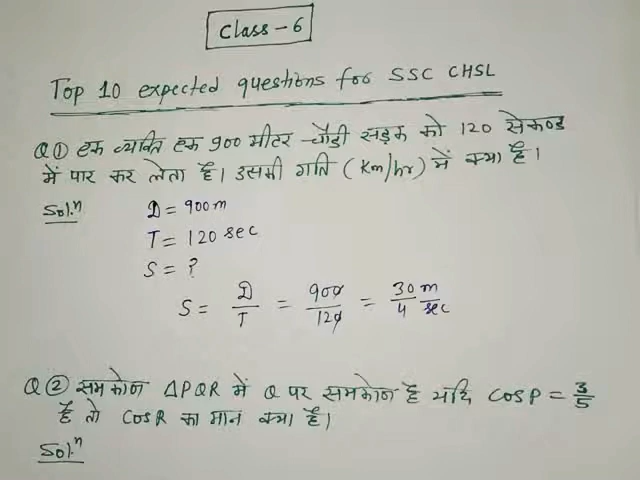 Class - 6
Top 10 expected questions for SSC CHSL
Q① एक व्यक्ति एक 900 मीटर चौड़ी सड़क को 120 सेकण्ड
में पार कर लेता है। उसकी गति (Km/hr) में क्या है।
Sol.ⁿ
D = 900 m
T = 120 sec
S = ?
S = D/T = 900/120 = 30/4 m/sec
Q② समकोण ΔPQR में Q पर समकोण है यदि COS P = 3/5
है तो COSR का मान क्या है।
Sol.ⁿ